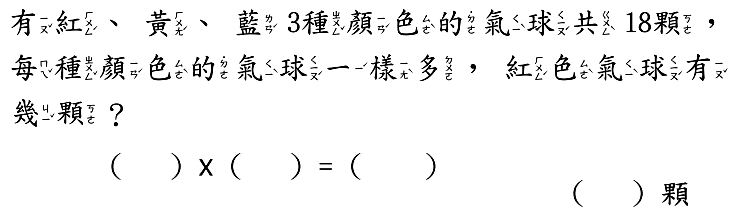 有紅、黃、藍3種顏色的氣球共18顆，
每種顏色的氣球一樣多，紅色氣球有
幾顆？
（　）×（　）=（　）
（　）顆